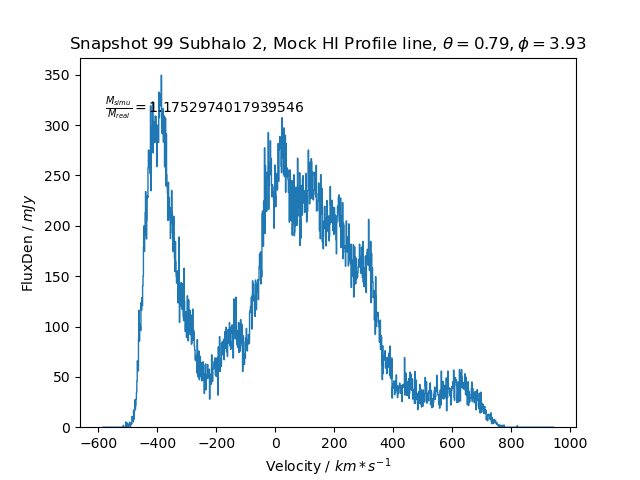 Snapshot 99 Subhalo 2, Mock HI Profile line, θ = 0.79, ϕ = 3.93
350
300
250
200
150
100
50
0
FluxDen / mJy
M_simu / M_real = 1.1752974017939546
−600 −400 −200 0 200 400 600 800 1000
Velocity / km * s^−1